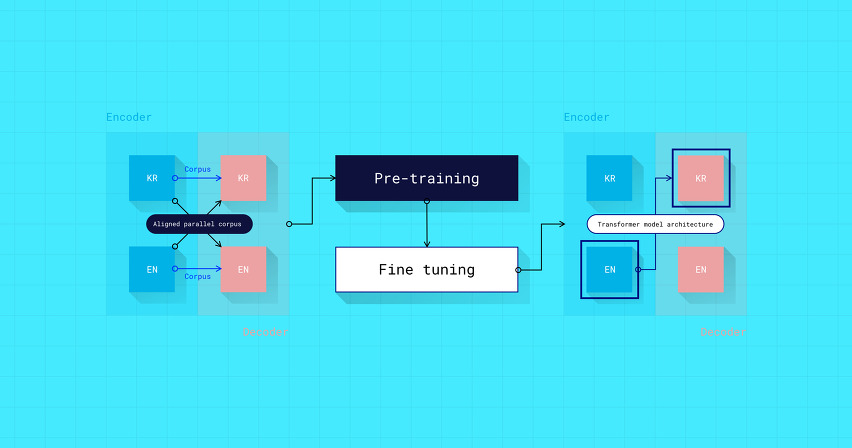 Encoder
KR
Corpus
KR
Aligned parallel corpus
EN
Corpus
EN
Decoder
Pre-training
Fine tuning
Encoder
KR
KR
Transformer model architecture
EN
EN
Decoder